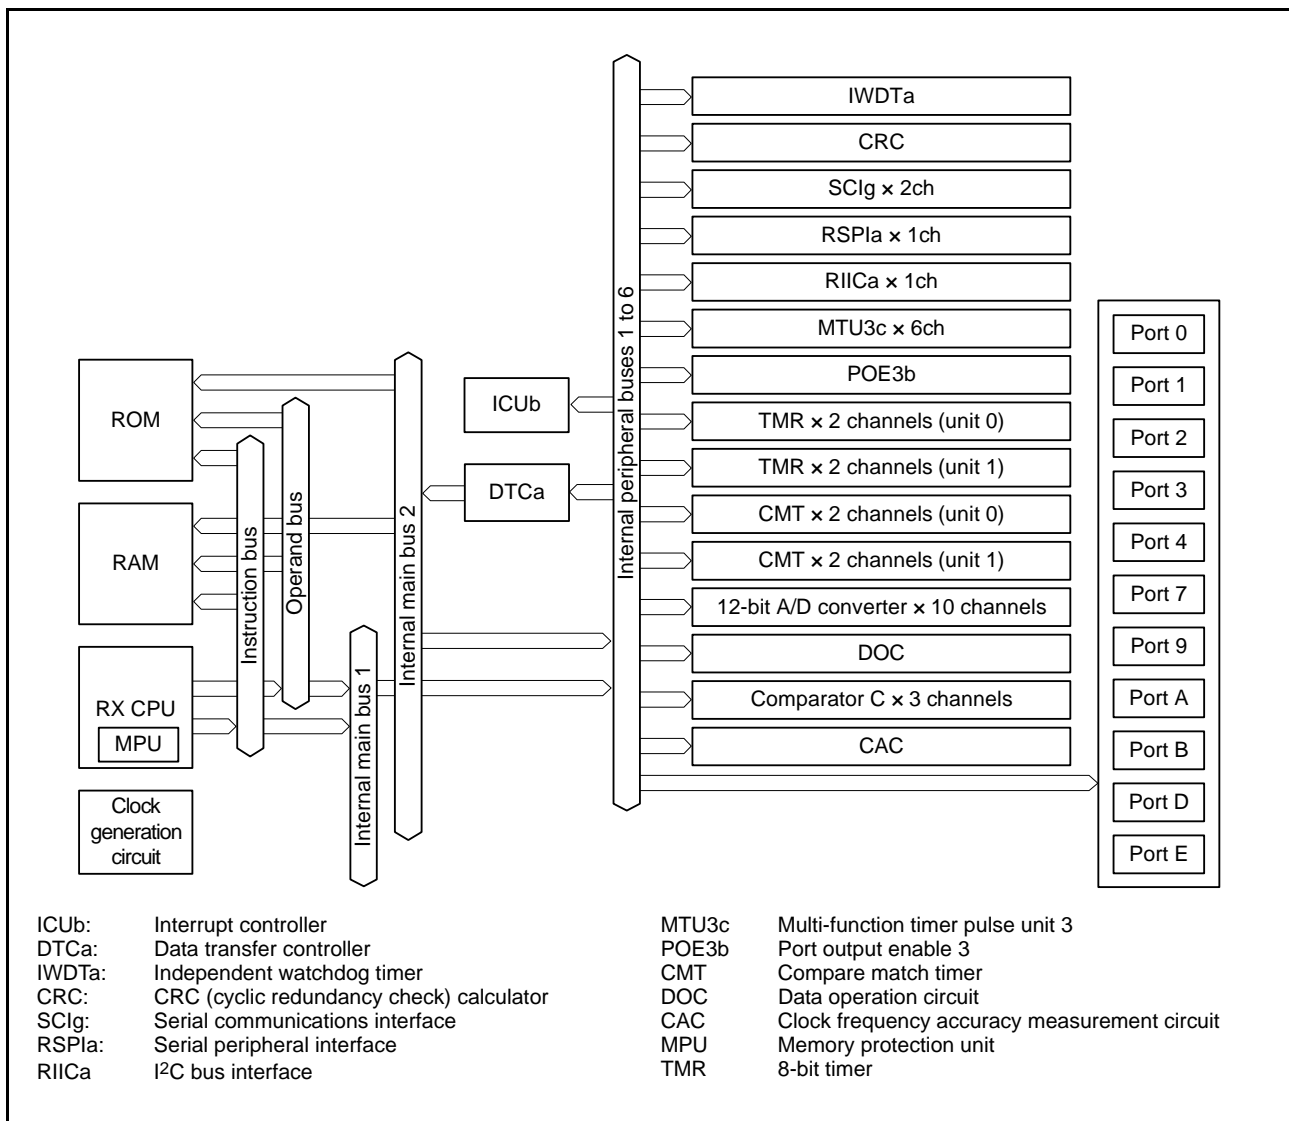 IWDTa
CRC
SCIg × 2ch
RSPIa × 1ch
RIICa × 1ch
MTU3c × 6ch
POE3b
TMR × 2 channels (unit 0)
TMR × 2 channels (unit 1)
CMT × 2 channels (unit 0)
CMT × 2 channels (unit 1)
12-bit A/D converter × 10 channels
DOC
Comparator C × 3 channels
CAC
Port 0
Port 1
Port 2
Port 3
Port 4
Port 7
Port 9
Port A
Port B
Port D
Port E
Internal peripheral buses 1 to 6
ICUb
DTCa
Internal main bus 2
Internal main bus 1
Operand bus
Instruction bus
ROM
RAM
RX CPU
MPU
Clock
generation
circuit
ICUb: Interrupt controller
DTCa: Data transfer controller
IWDTa: Independent watchdog timer
CRC: CRC (cyclic redundancy check) calculator
SCIg: Serial communications interface
RSPIa: Serial peripheral interface
RIICa I²C bus interface
MTU3c Multi-function timer pulse unit 3
POE3b Port output enable 3
CMT Compare match timer
DOC Data operation circuit
CAC Clock frequency accuracy measurement circuit
MPU Memory protection unit
TMR 8-bit timer